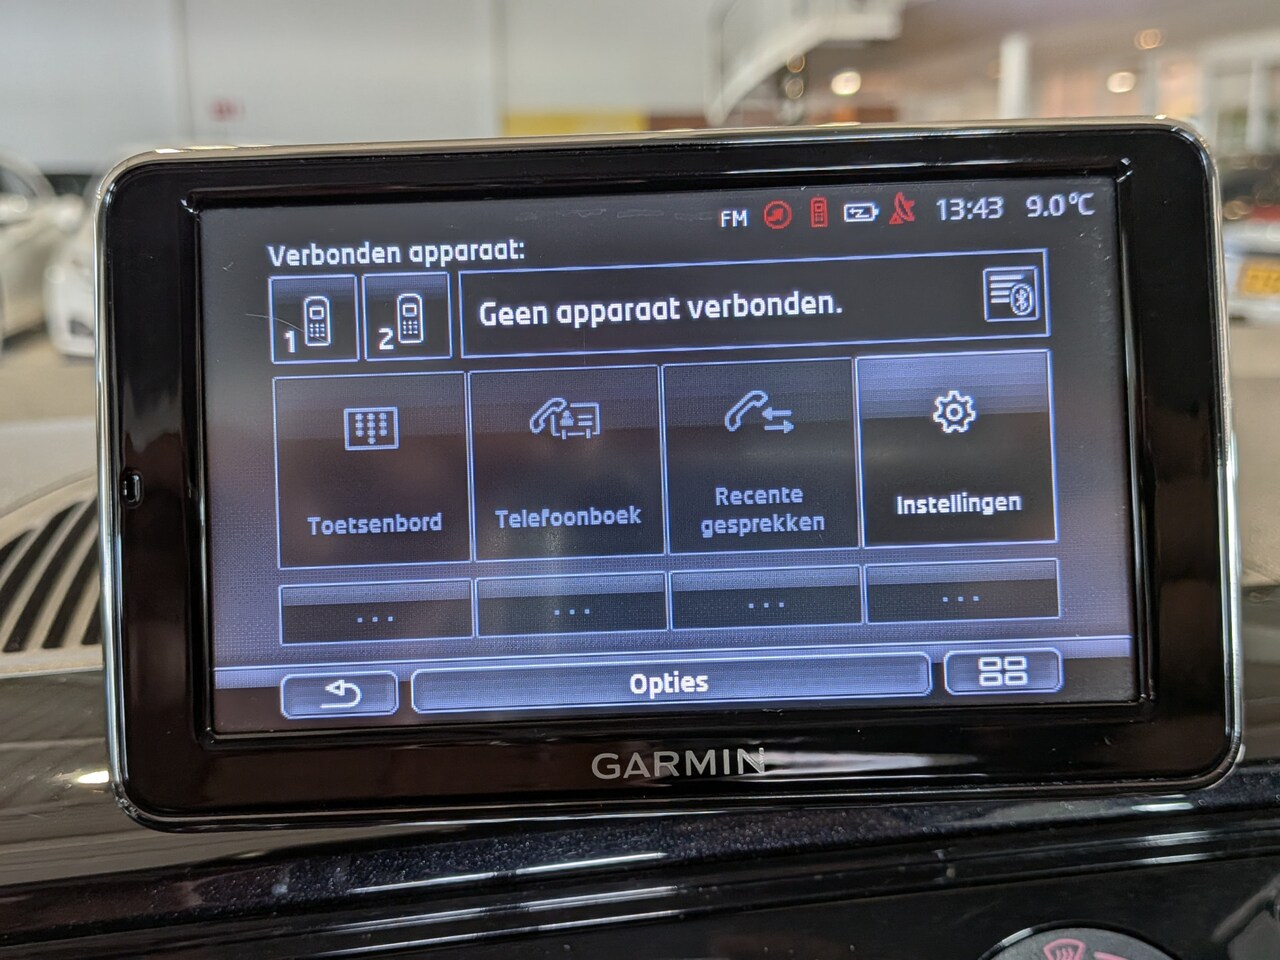 FM 13:43 9.0°C
Verbonden apparaat:
1 2 Geen apparaat verbonden.
Toetsenbord
Telefoonboek
Recente
gesprekken
Instellingen
... ... ... ...
Opties
GARMIN